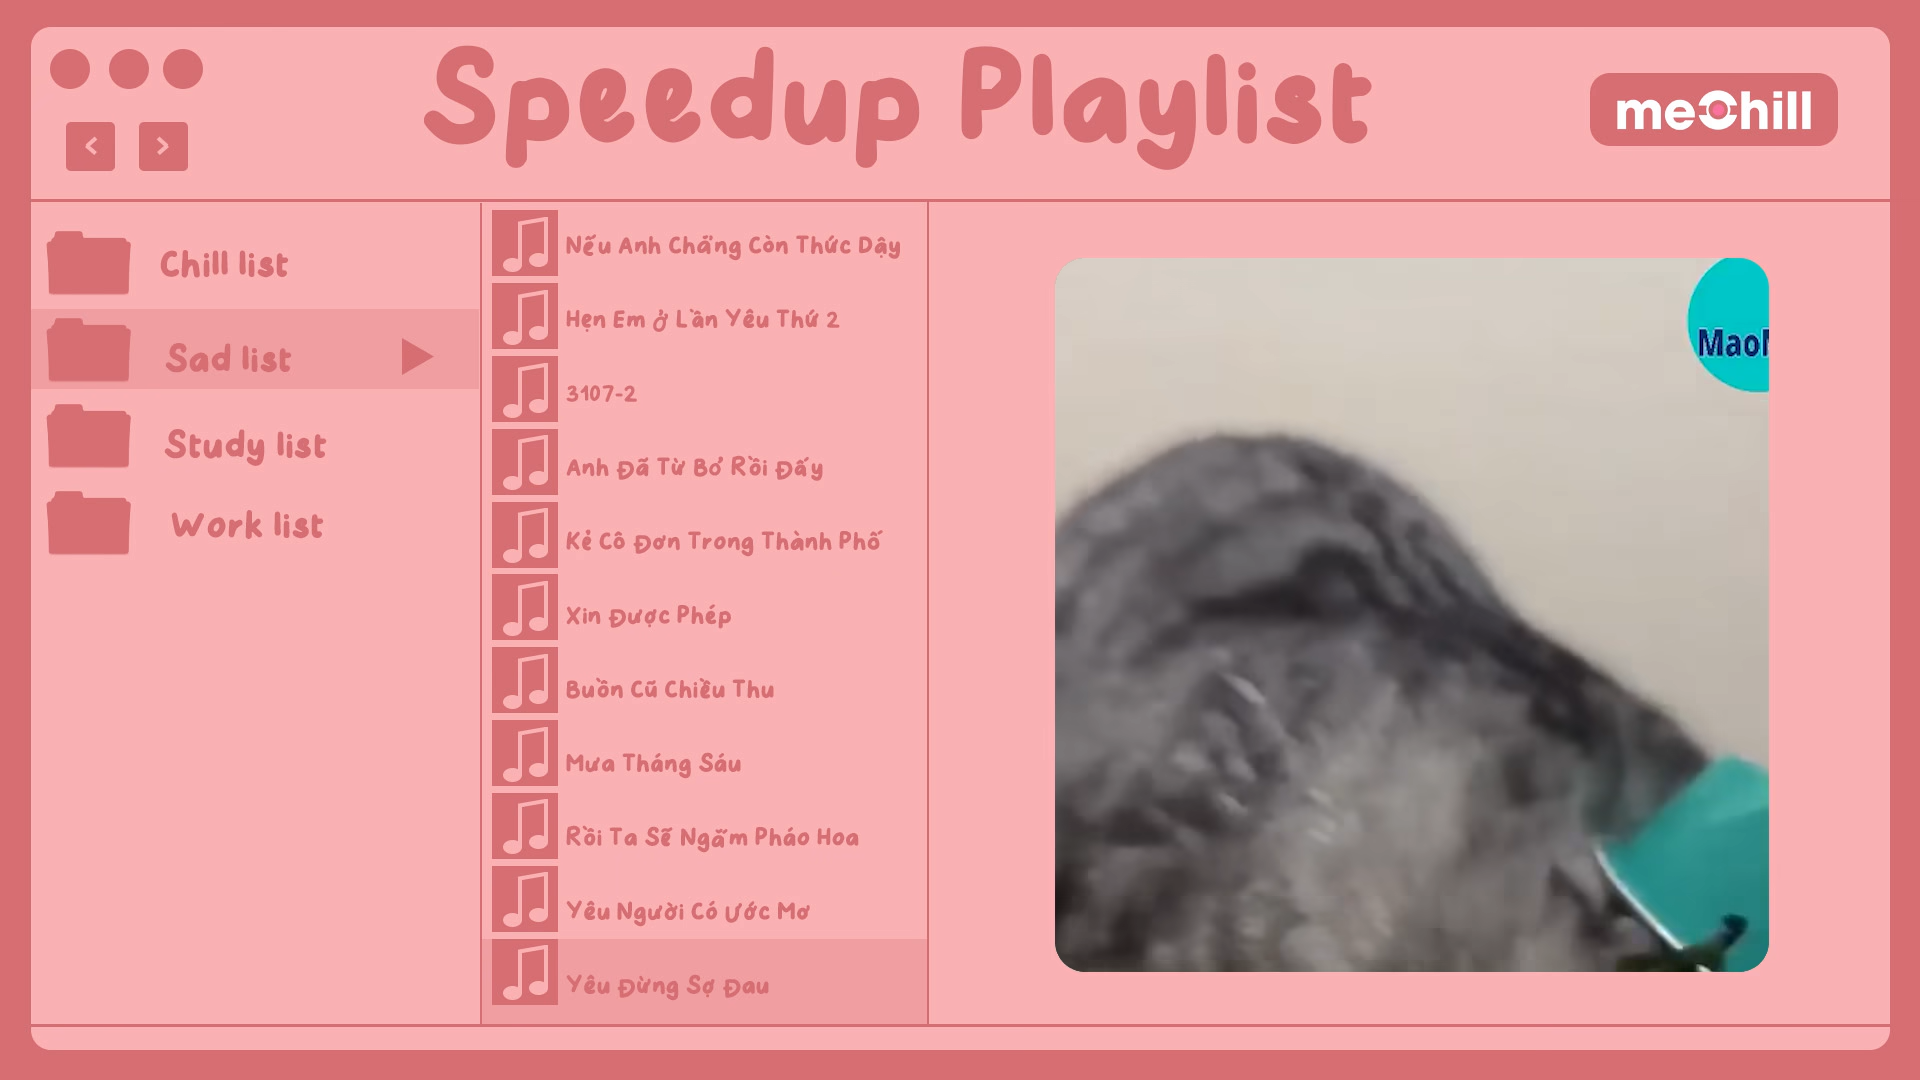 Speedup Playlist
mechill
Chill list
Sad list
Study list
Work list
Nếu Anh Chẳng Còn Thức Dậy
Hẹn Em ở Lần Yêu Thứ 2
3107-2
Anh Đã Từ Bỏ Rồi Đấy
Kẻ Cô Đơn Trong Thành Phố
Xin Được Phép
Buồn Cũ Chiều Thu
Mưa Tháng Sáu
Rồi Ta Sẽ Ngắm Pháo Hoa
Yêu Người Có Ước Mơ
Yêu Đừng Sợ Đau